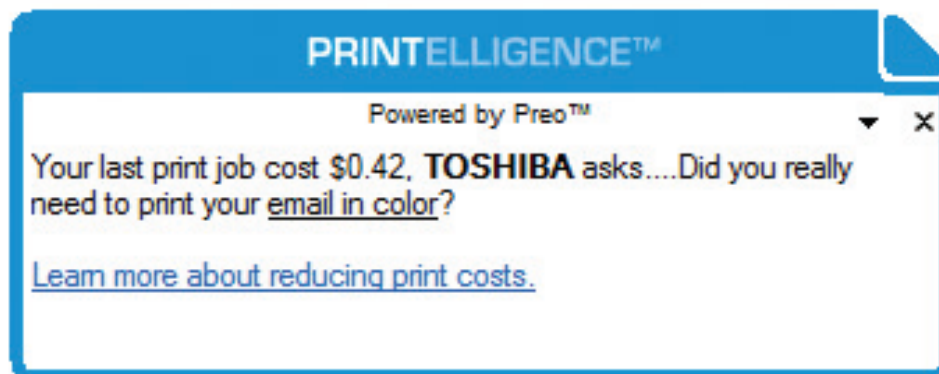 PRINTELLIGENCE™
Powered by Preo™
Your last print job cost $0.42, TOSHIBA asks....Did you really
need to print your email in color?
Learn more about reducing print costs.